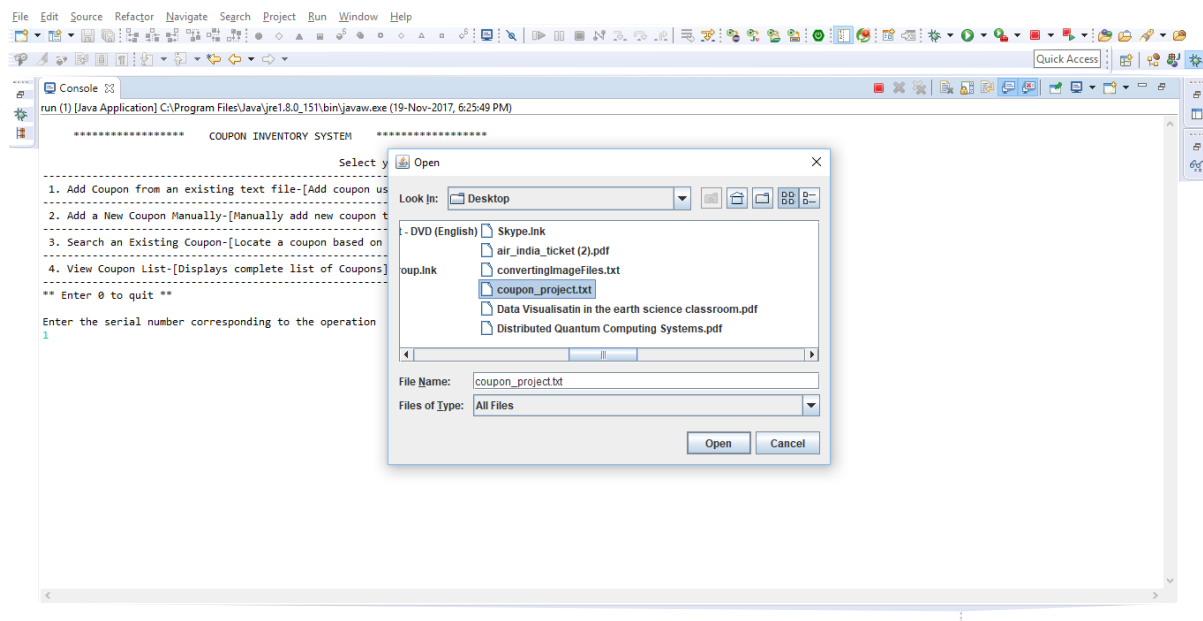 File Edit Source Refactor Navigate Search Project Run Window Help
Quick Access
Console
run (1) [Java Application] C:\Program Files\Java\jre1.8.0_151\bin\javaw.exe (19-Nov-2017, 6:25:49 PM)
****************** COUPON INVENTORY SYSTEM ******************
Select y
1. Add Coupon from an existing text file-[Add coupon us
2. Add a New Coupon Manually-[Manually add new coupon t
3. Search an Existing Coupon-[Locate a coupon based on
4. View Coupon List-[Displays complete list of Coupons]
** Enter 0 to quit **
Enter the serial number corresponding to the operation
1
Open
Look In: Desktop
t - DVD (English) Skype.lnk
air_india_ticket (2).pdf
roup.lnk convertingImageFiles.txt
coupon_project.txt
Data Visualisatin in the earth science classroom.pdf
Distributed Quantum Computing Systems.pdf
File Name: coupon_project.txt
Files of Type: All Files
Open Cancel